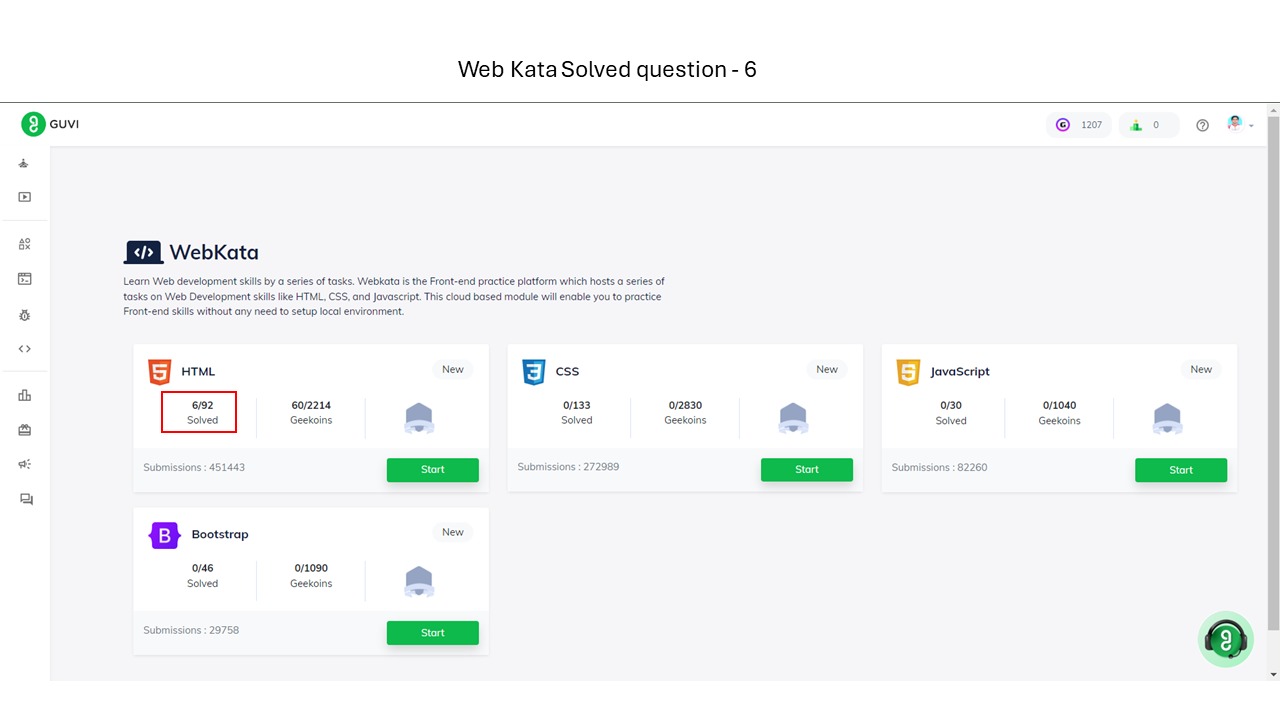 Web Kata Solved question - 6
GUVI
1207
0
WebKata
Learn Web development skills by a series of tasks. Webkata is the Front-end practice platform which hosts a series of
tasks on Web Development skills like HTML, CSS, and Javascript. This cloud based module will enable you to practice
Front-end skills without any need to setup local environment.
HTML
New
6/92
Solved
60/2214
Geekoins
Submissions : 451443
Start
CSS
New
0/133
Solved
0/2830
Geekoins
Submissions : 272989
Start
JavaScript
New
0/30
Solved
0/1040
Geekoins
Submissions : 82260
Start
Bootstrap
New
0/46
Solved
0/1090
Geekoins
Submissions : 29758
Start